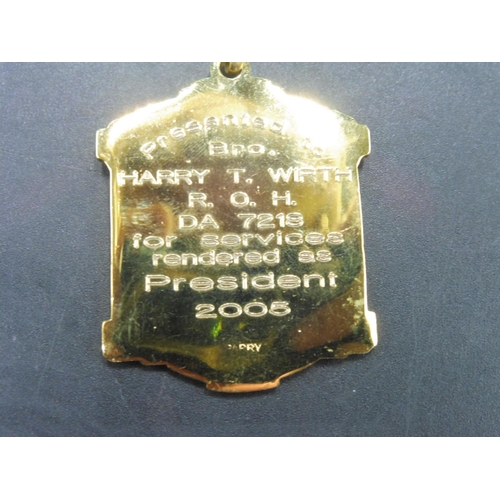 Presented to
Bro.
HARRY T. WIRTH
R. O. H.
DA 7218
for services
rendered as
President
2005